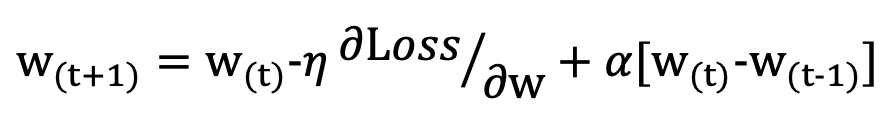 w(t+1) = w(t)-η ∂Loss/∂w + α[w(t)-w(t-1)]